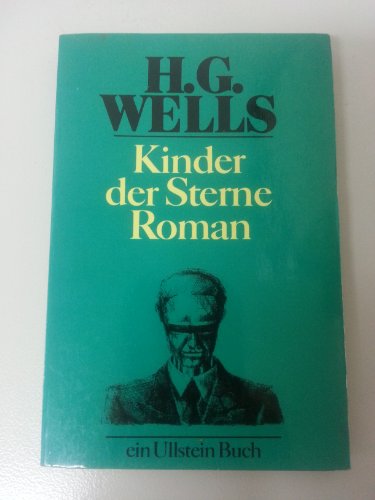 H.G.
WELLS
Kinder
der Sterne
Roman
ein Ullstein Buch